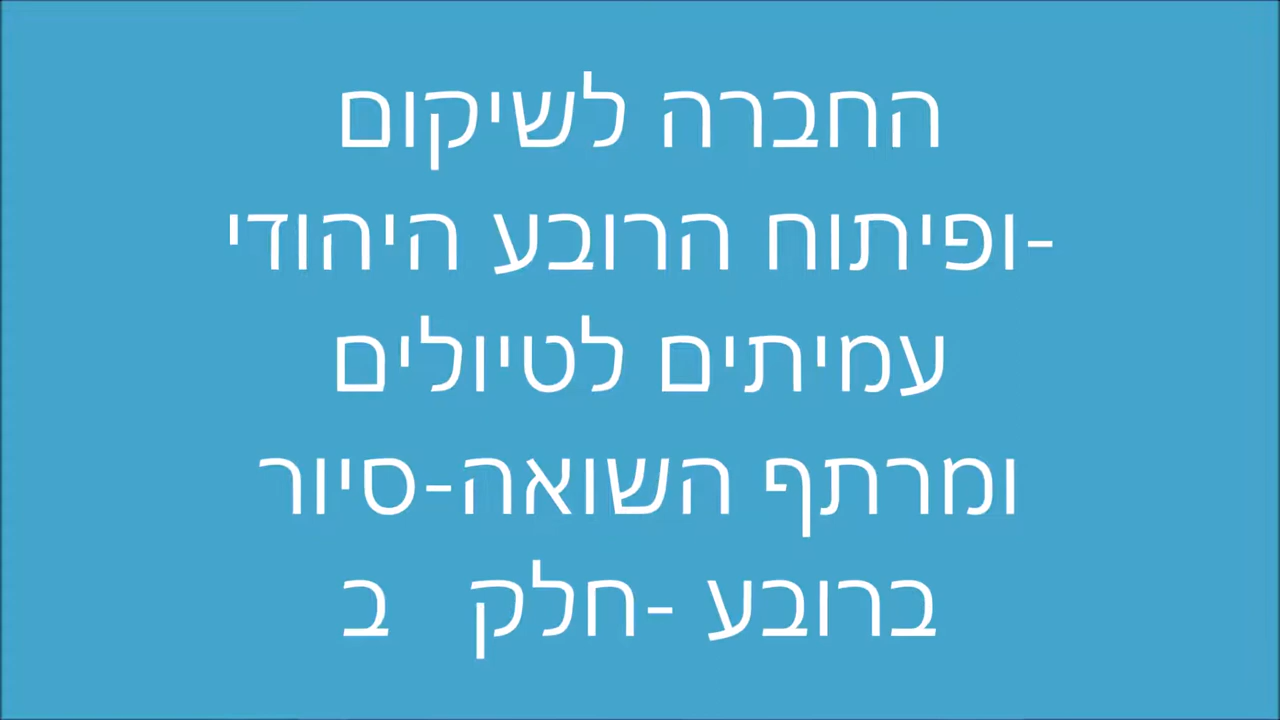 החברה לשיקום
-ופיתוח הרובע היהודי
עמיתים לטיולים
ומרתף השואה-סיור
ברובע -חלק ב